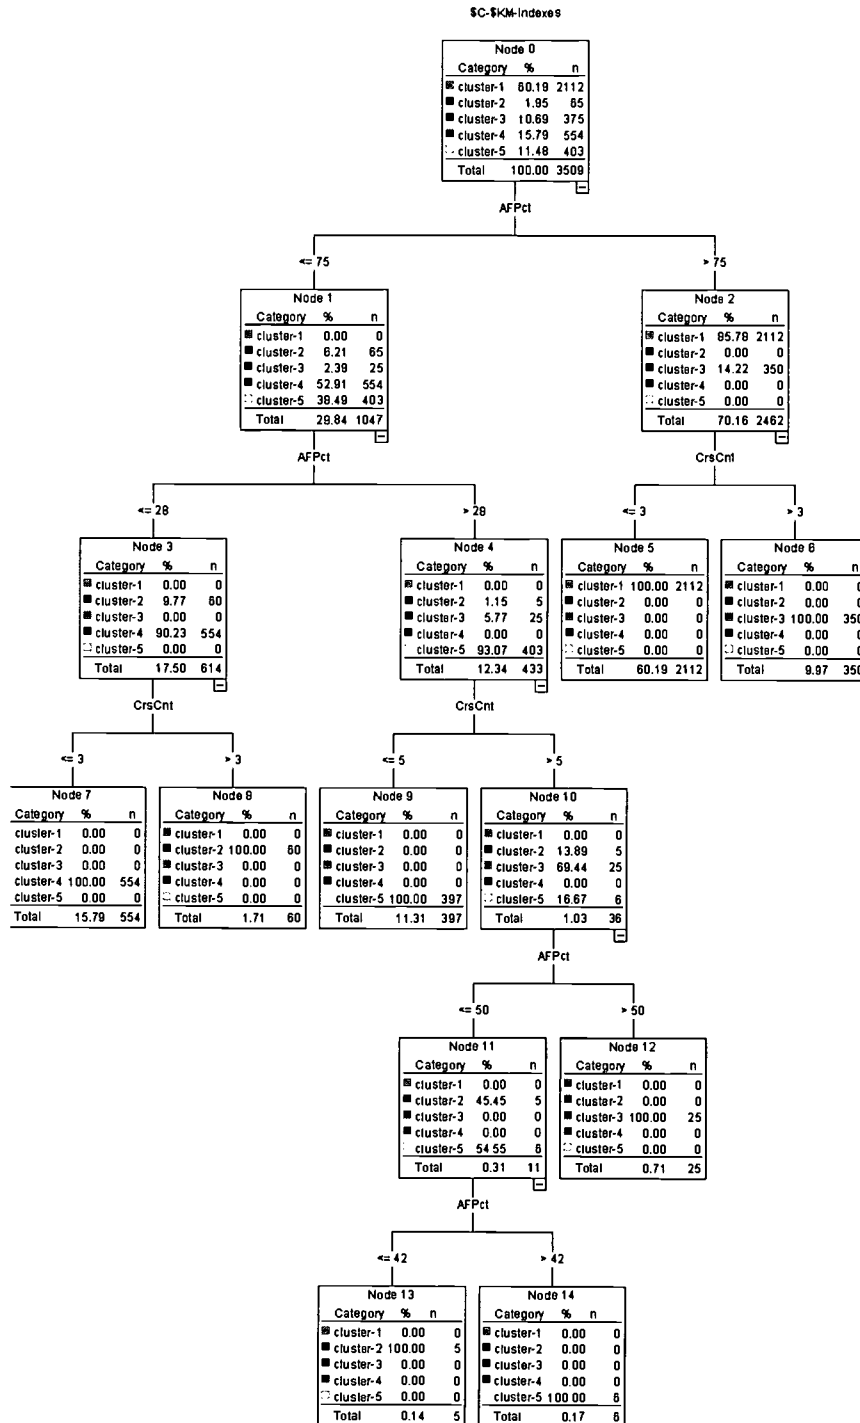 $C-$KM-Indexes
Node 0
Category % n
cluster-1 60.19 2112
cluster-2 1.95 65
cluster-3 10.69 375
cluster-4 15.79 554
cluster-5 11.48 403
Total 100.00 3509
AFPct
<= 75
> 75
Node 1
Category % n
cluster-1 0.00 0
cluster-2 6.21 65
cluster-3 2.39 25
cluster-4 52.91 554
cluster-5 38.49 403
Total 29.84 1047
Node 2
Category % n
cluster-1 85.78 2112
cluster-2 0.00 0
cluster-3 14.22 350
cluster-4 0.00 0
cluster-5 0.00 0
Total 70.16 2462
AFPct
CrsCnt
<= 28
> 28
<= 3
> 3
Node 3
Category % n
cluster-1 0.00 0
cluster-2 9.77 60
cluster-3 0.00 0
cluster-4 90.23 554
cluster-5 0.00 0
Total 17.50 614
Node 4
Category % n
cluster-1 0.00 0
cluster-2 1.15 5
cluster-3 5.77 25
cluster-4 0.00 0
cluster-5 93.07 403
Total 12.34 433
Node 5
Category % n
cluster-1 100.00 2112
cluster-2 0.00 0
cluster-3 0.00 0
cluster-4 0.00 0
cluster-5 0.00 0
Total 60.19 2112
Node 6
Category % n
cluster-1 0.00 0
cluster-2 0.00 0
cluster-3 100.00 350
cluster-4 0.00 0
cluster-5 0.00 0
Total 9.97 350
CrsCnt
CrsCnt
<= 3
> 3
<= 5
> 5
Node 7
Category % n
cluster-1 0.00 0
cluster-2 0.00 0
cluster-3 0.00 0
cluster-4 100.00 554
cluster-5 0.00 0
Total 15.79 554
Node 8
Category % n
cluster-1 0.00 0
cluster-2 100.00 60
cluster-3 0.00 0
cluster-4 0.00 0
cluster-5 0.00 0
Total 1.71 60
Node 9
Category % n
cluster-1 0.00 0
cluster-2 0.00 0
cluster-3 0.00 0
cluster-4 0.00 0
cluster-5 100.00 397
Total 11.31 397
Node 10
Category % n
cluster-1 0.00 0
cluster-2 13.89 5
cluster-3 69.44 25
cluster-4 0.00 0
cluster-5 16.67 6
Total 1.03 36
AFPct
<= 50
> 50
Node 11
Category % n
cluster-1 0.00 0
cluster-2 45.45 5
cluster-3 0.00 0
cluster-4 0.00 0
cluster-5 54.55 6
Total 0.31 11
Node 12
Category % n
cluster-1 0.00 0
cluster-2 0.00 0
cluster-3 100.00 25
cluster-4 0.00 0
cluster-5 0.00 0
Total 0.71 25
AFPct
<= 42
> 42
Node 13
Category % n
cluster-1 0.00 0
cluster-2 100.00 5
cluster-3 0.00 0
cluster-4 0.00 0
cluster-5 0.00 0
Total 0.14 5
Node 14
Category % n
cluster-1 0.00 0
cluster-2 0.00 0
cluster-3 0.00 0
cluster-4 0.00 0
cluster-5 100.00 6
Total 0.17 6